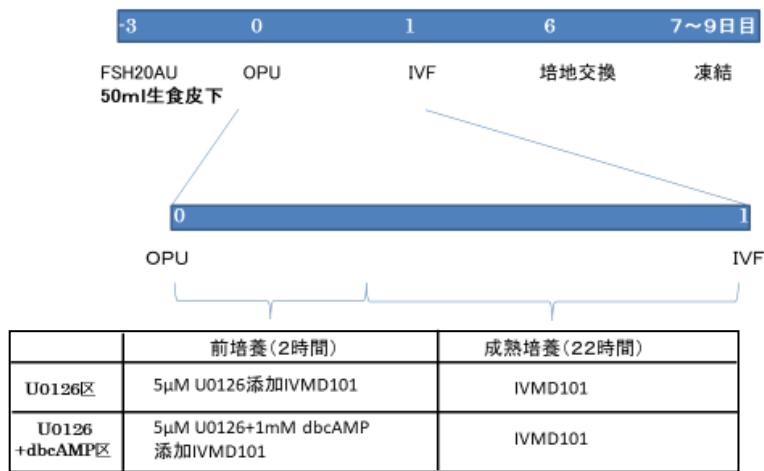 -3 0 1 6 7～9日目
FSH20AU OPU IVF 培地交換 凍結
50ml生食皮下
0 1
OPU IVF
前培養(2時間) 成熟培養(22時間)
U0126区 5μM U0126添加IVMD101 IVMD101
U0126 5μM U0126+1mM dbcAMP IVMD101
+dbcAMP区 添加IVMD101